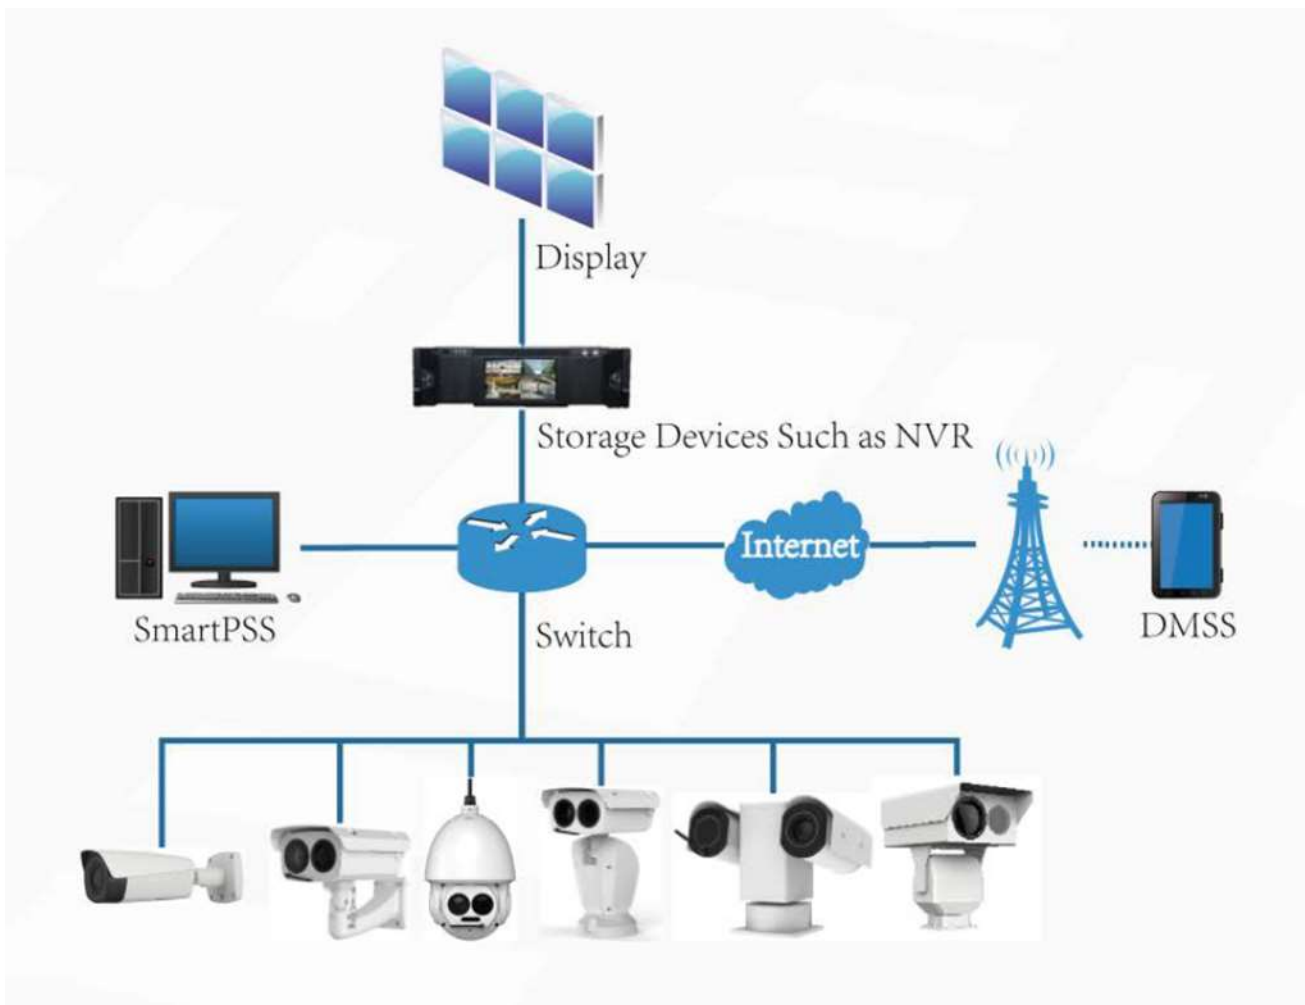 Display
Storage Devices Such as NVR
Internet
SmartPSS
Switch
DMSS